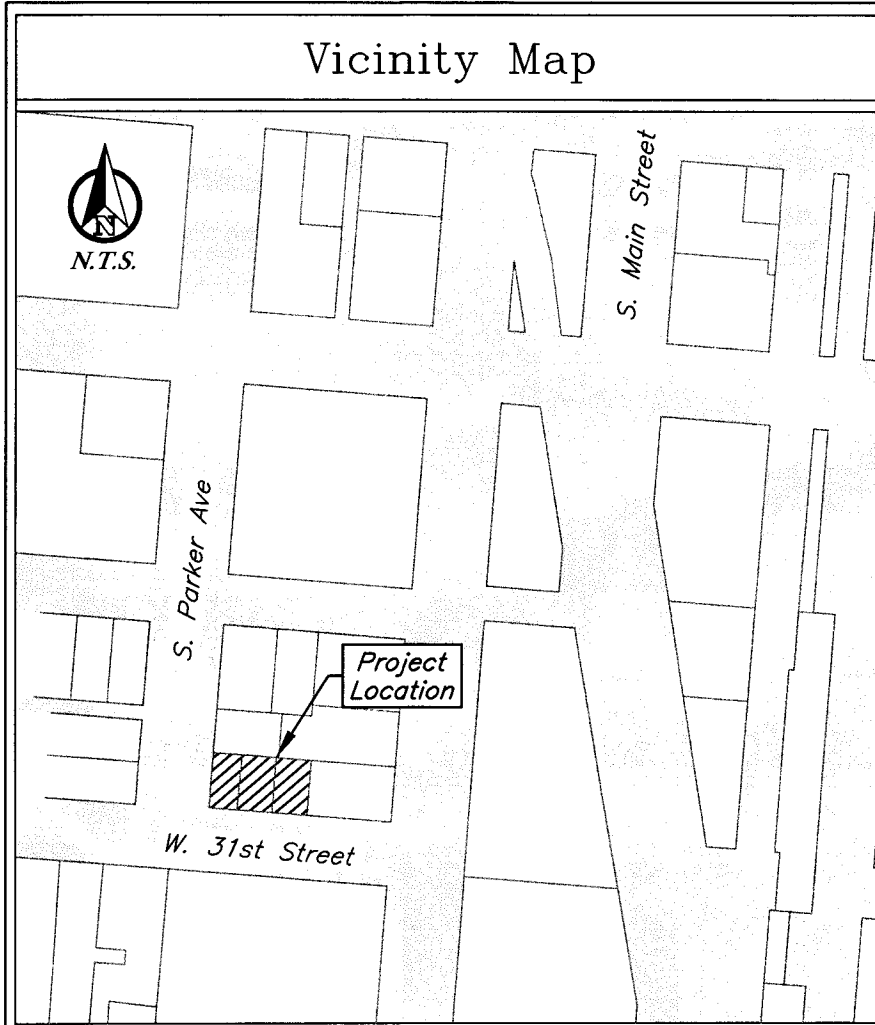 Vicinity Map
N
N.T.S.
S. Main Street
S. Parker Ave
Project
Location
W. 31st Street